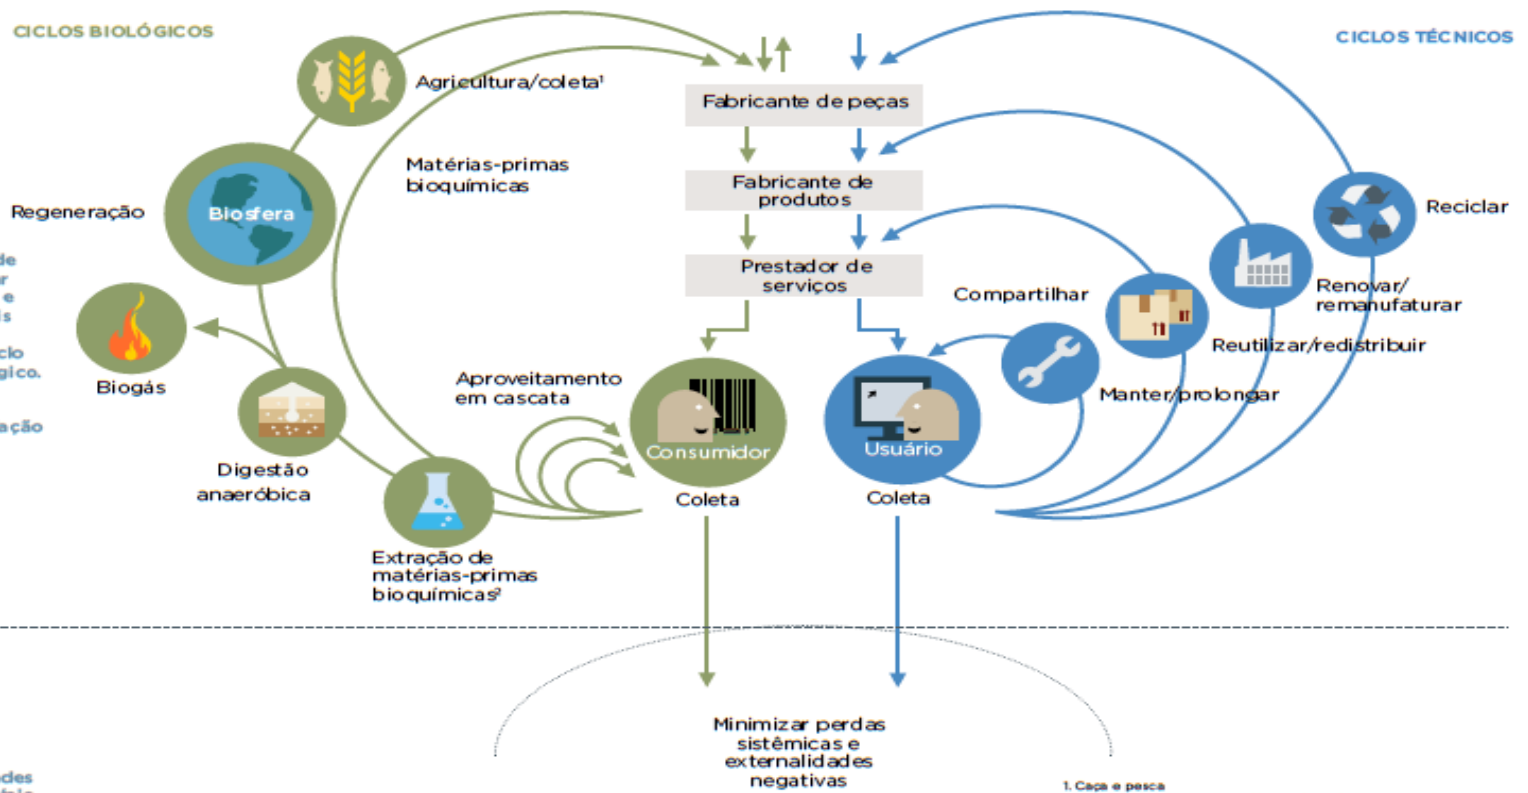 CICLOS BIOLÓGICOS
CICLOS TÉCNICOS
Agricultura/coleta¹
Fabricante de peças
Matérias-primas
bioquímicas
Fabricante de
produtos
Regeneração
Biosfera
Reciclar
Prestador de
serviços
Compartilhar
Renovar/
remanufaturar
Reutilizar/redistribuir
Biogás
Aproveitamento
em cascata
Manter/prolongar
Consumidor
Usuário
Digestão
anaeróbica
Coleta
Coleta
Extração de
matérias-primas
bioquímicas²
Minimizar perdas
sistêmicas e
externalidades
negativas
1. Caça e pesca